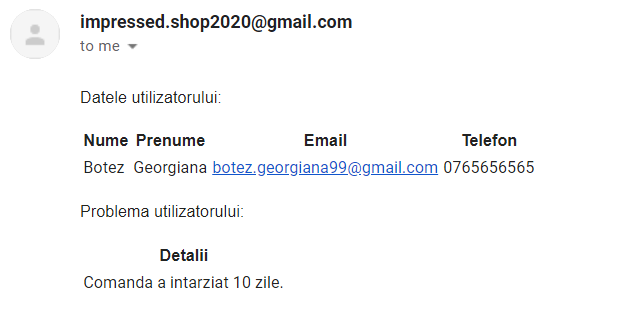 impressed.shop2020@gmail.com
to me
Datele utilizatorului:
Nume Prenume Email Telefon
Botez Georgiana botez.georgiana99@gmail.com 0765656565
Problema utilizatorului:
Detalii
Comanda a intarziat 10 zile.